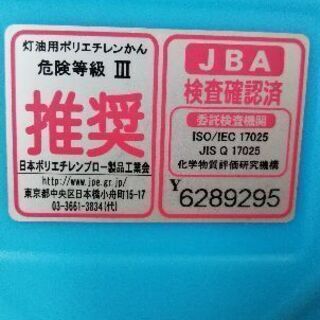 灯油用ポリエチレンかん
危険等級 Ⅲ
推奨
日本ポリエチレンブロー製品工業会
http://www.jpe.gr.jp/
東京都中央区日本橋小舟町15-17
03-3661-3834(代)
JBA
検査確認済
委託検査機関
ISO/IEC 17025
JIS Q 17025
化学物質評価研究機構
Y 6289295